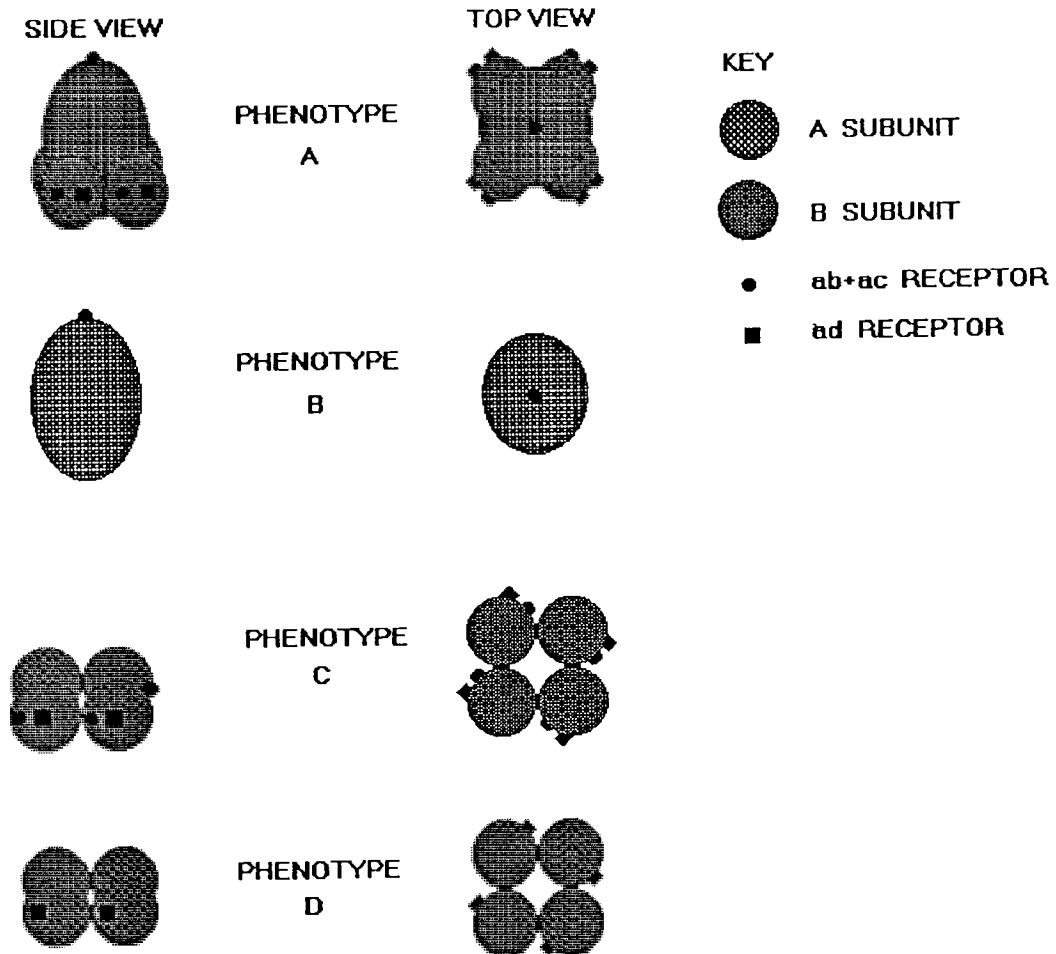 SIDE VIEW
TOP VIEW
KEY
PHENOTYPE
A
A SUBUNIT
B SUBUNIT
ab+ac RECEPTOR
ad RECEPTOR
PHENOTYPE
B
PHENOTYPE
C
PHENOTYPE
D